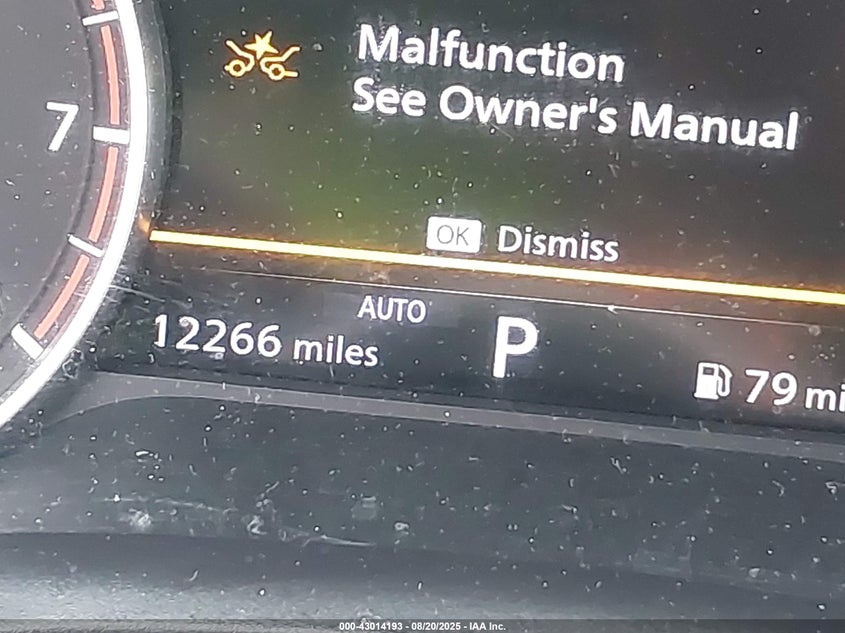 Malfunction
See Owner's Manual
7
OK Dismiss
AUTO
12266 miles
P
79 mi
000-43014193 - 08/20/2025 - IAA Inc.